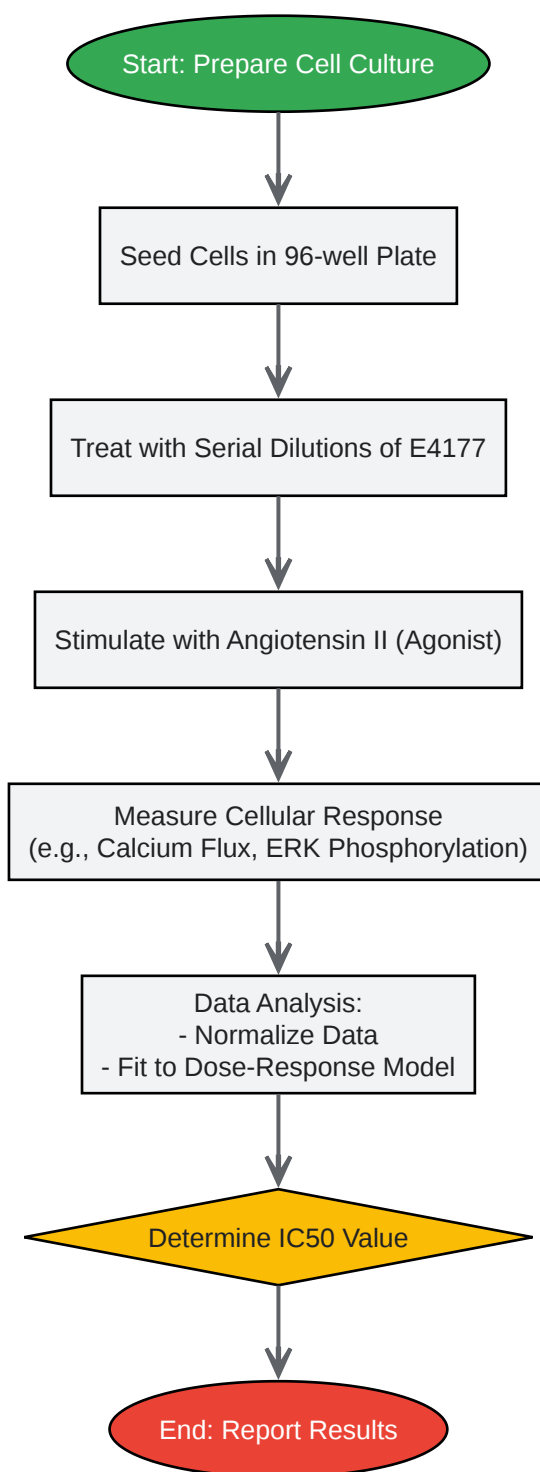 Start: Prepare Cell Culture
Seed Cells in 96-well Plate
Treat with Serial Dilutions of E4177
Stimulate with Angiotensin II (Agonist)
Measure Cellular Response
(e.g., Calcium Flux, ERK Phosphorylation)
Data Analysis:
- Normalize Data
- Fit to Dose-Response Model
Determine IC50 Value
End: Report Results